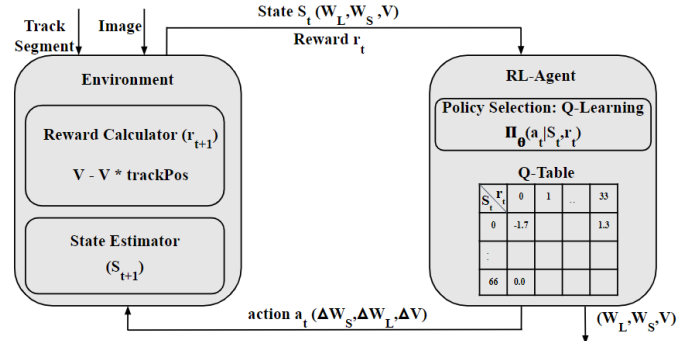 Track
Segment
Image
State S_t (W_L,W_S,V)
Reward r_t
Environment
Reward Calculator (r_{t+1})
V - V * trackPos
State Estimator
(S_{t+1})
RL-Agent
Policy Selection: Q-Learning
Π_θ(a_t|S_t,r_t)
Q-Table
S_t r_t 0 1 .. 33
0 -1.7 1.3
:
66 0.0
action a_t (ΔW_S,ΔW_L,ΔV)
(W_L,W_S,V)